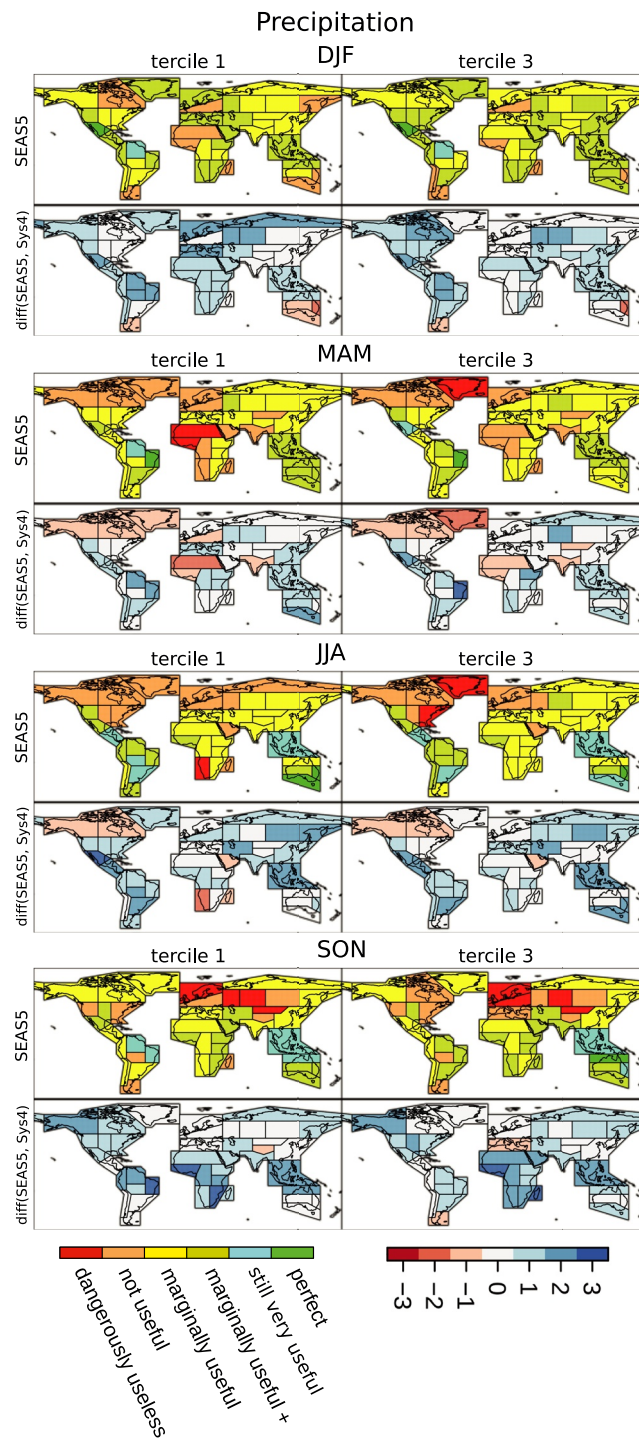 Precipitation
tercile 1 DJF tercile 3
SEAS5
diff(SEAS5, Sys4)
MAM
tercile 1 tercile 3
SEAS5
diff(SEAS5, Sys4)
JJA
tercile 1 tercile 3
SEAS5
diff(SEAS5, Sys4)
SON
tercile 1 tercile 3
SEAS5
diff(SEAS5, Sys4)
dangerously useless
not useful
marginally useful
marginally useful +
still very useful
perfect
−3
−2
−1
0
1
2
3